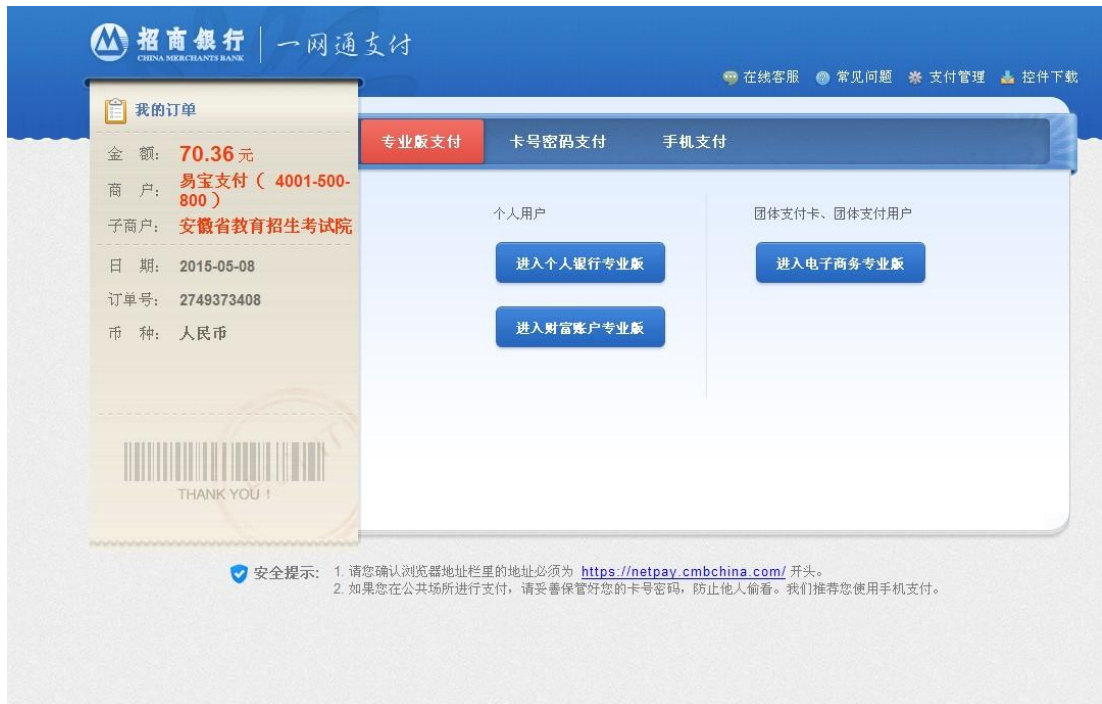 招商银行 一网通支付
CHINA MERCHANTS BANK
在线客服 常见问题 支付管理 控件下载
我的订单
专业版支付 卡号密码支付 手机支付
金 额: 70.36 元
商 户: 易宝支付( 4001-500-
800 )
子商户: 安徽省教育招生考试院
日 期: 2015-05-08
订单号: 2749373408
币 种: 人民币
THANK YOU !
个人用户
进入个人银行专业版
进入财富账户专业版
团体支付卡、团体支付用户
进入电子商务专业版
安全提示: 1. 请您确认浏览器地址栏里的地址必须为 https://netpay.cmbchina.com/ 开头。
2. 如果您在公共场所进行支付,请妥善保管好您的卡号密码,防止他人偷看。我们推荐您使用手机支付。